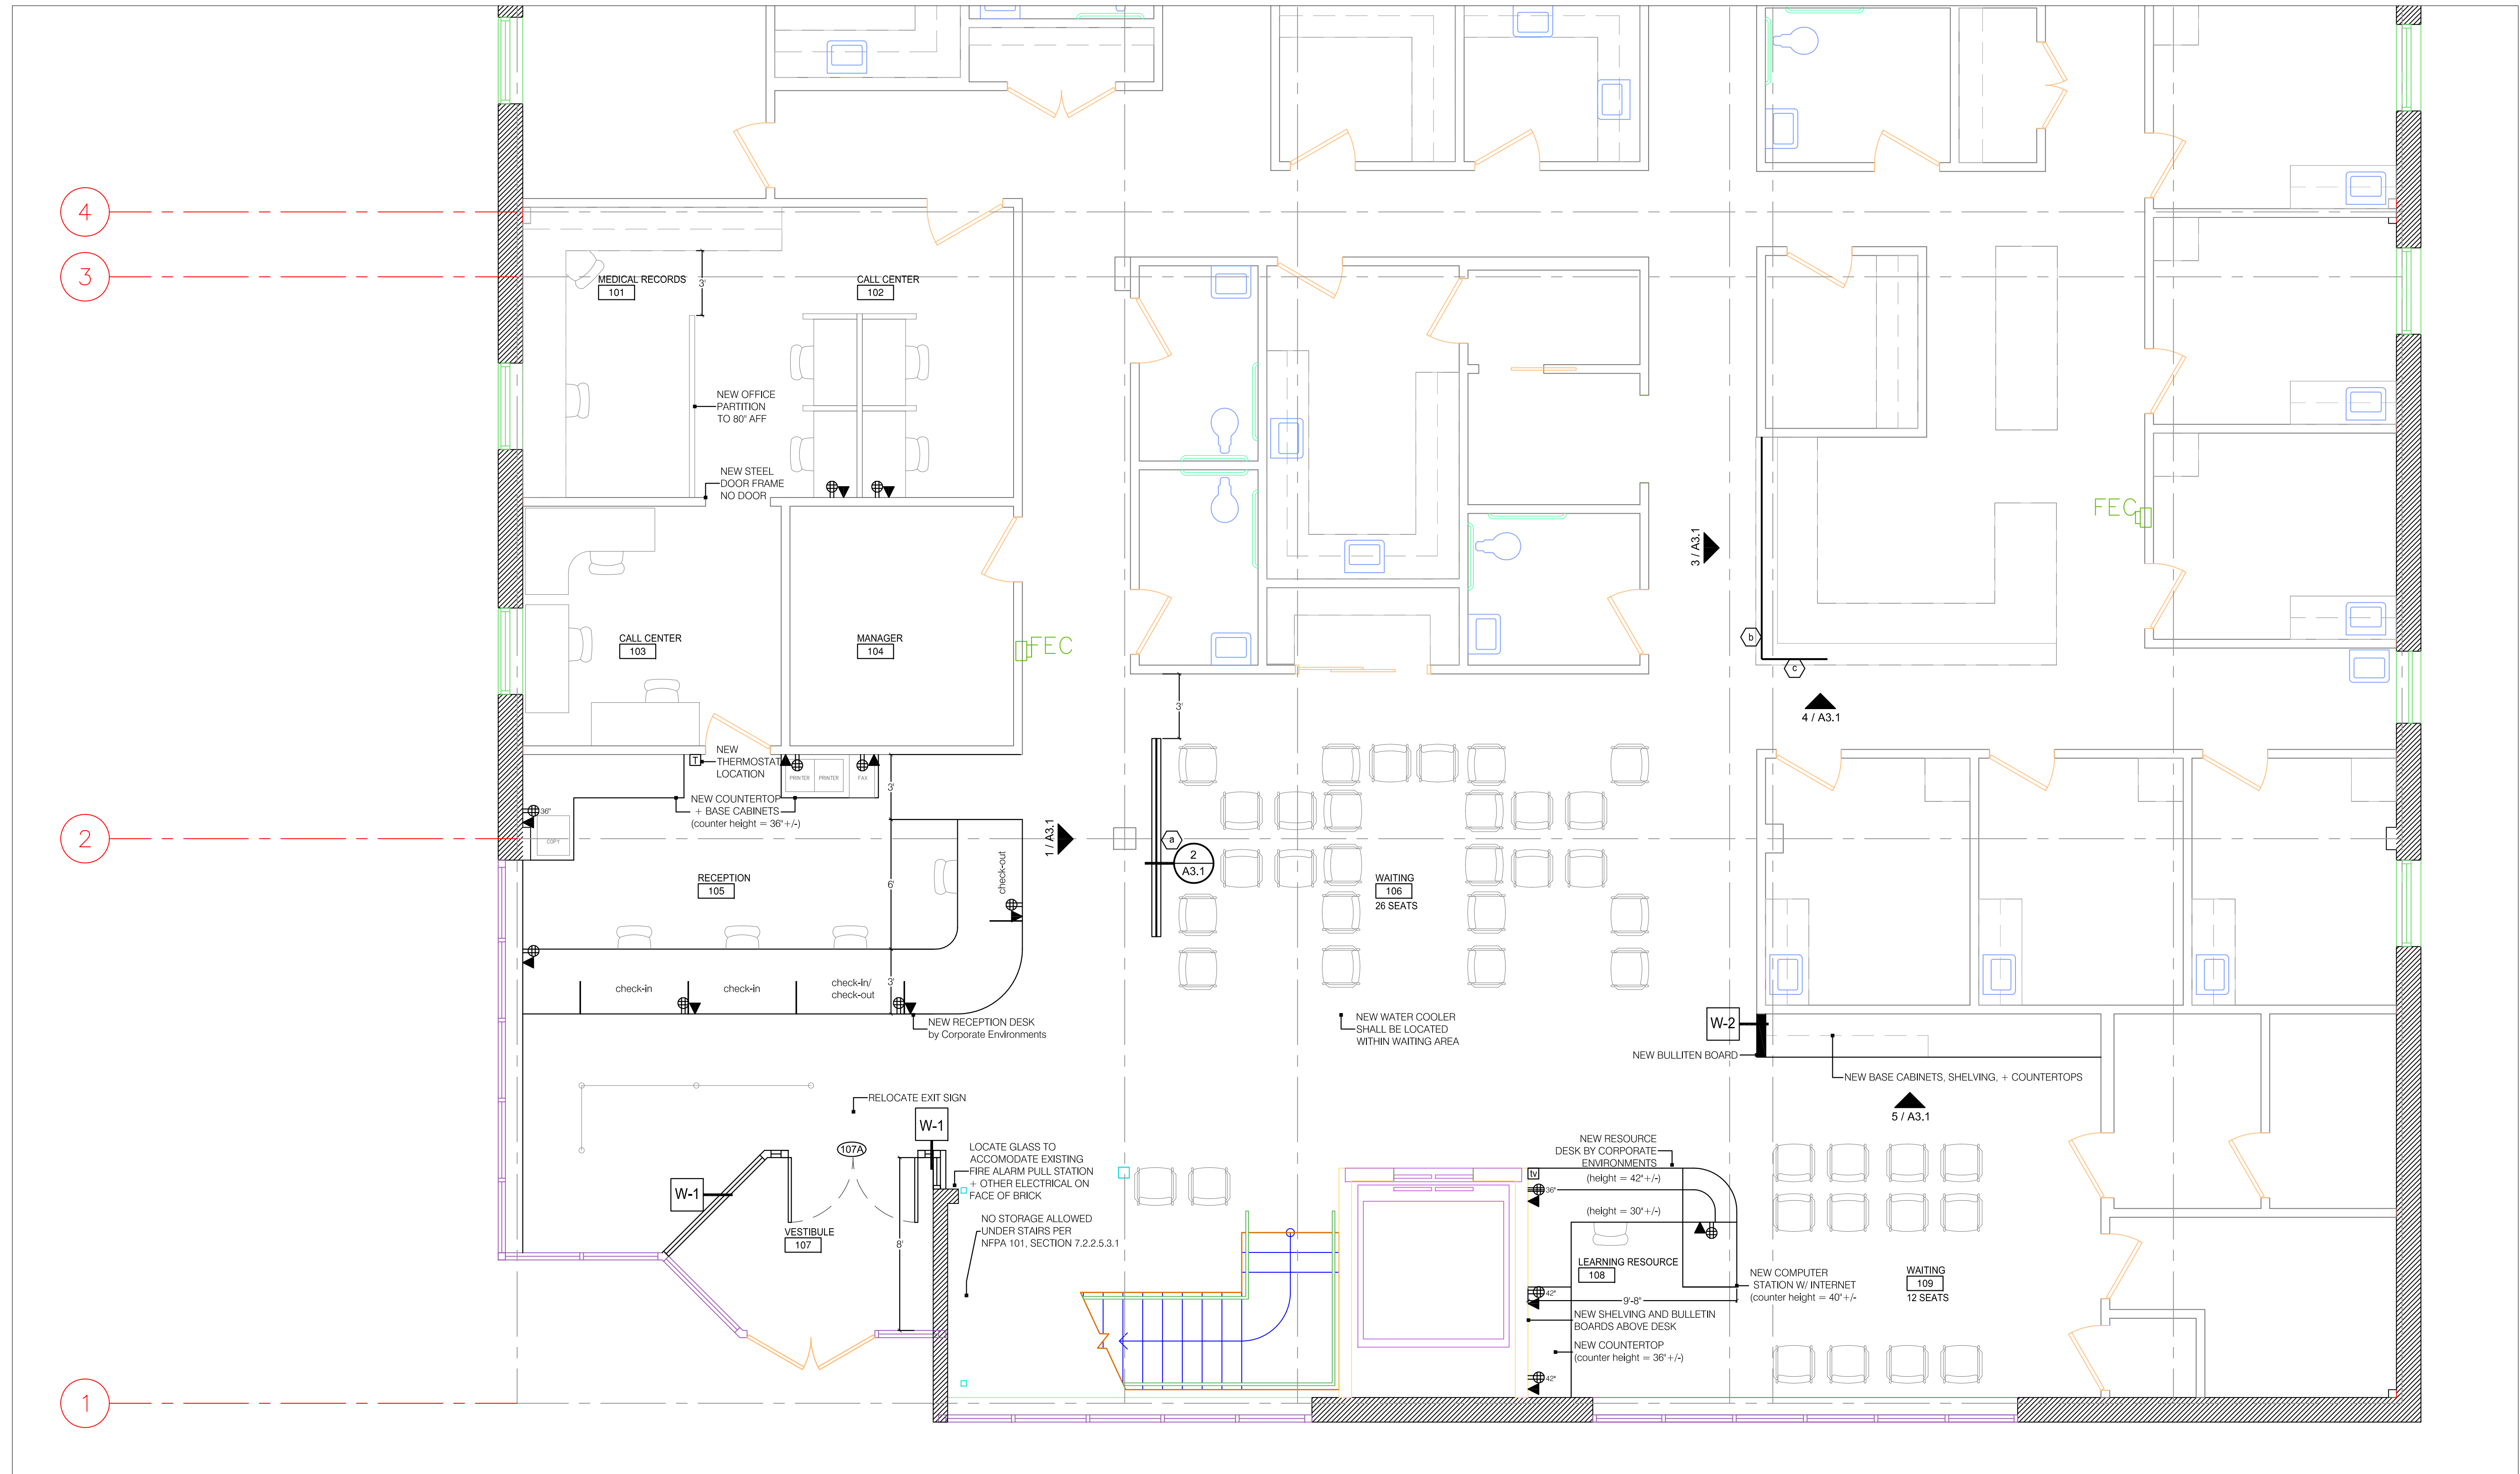 4
3
MEDICAL RECORDS
101
3'
CALL CENTER
102
NEW OFFICE
PARTITION
TO 80" AFF
NEW STEEL
DOOR FRAME
NO DOOR
FEC
3 / A3.1
CALL CENTER
103
MANAGER
104
FEC
b
c
4 / A3.1
3'
T
NEW
THERMOSTAT
LOCATION
PRINTER
PRINTER
FAX
NEW COUNTERTOP
+ BASE CABINETS
(counter height = 36"+/-)
3'
36"
COPY
2
1 / A3.1
a
2
A3.1
check-out
RECEPTION
105
6'
WAITING
106
26 SEATS
check-in
check-in
check-in/
check-out
3'
NEW RECEPTION DESK
by Corporate Environments
NEW WATER COOLER
SHALL BE LOCATED
WITHIN WAITING AREA
W-2
NEW BULLITEN BOARD
NEW BASE CABINETS, SHELVING, + COUNTERTOPS
5 / A3.1
RELOCATE EXIT SIGN
W-1
107A
LOCATE GLASS TO
ACCOMODATE EXISTING
FIRE ALARM PULL STATION
+ OTHER ELECTRICAL ON
FACE OF BRICK
W-1
NO STORAGE ALLOWED
UNDER STAIRS PER
NFPA 101, SECTION 7.2.2.5.3.1
VESTIBULE
107
8'
NEW RESOURCE
DESK BY CORPORATE
ENVIRONMENTS
(height = 42"+/-)
tv
36"
(height = 30"+/-)
LEARNING RESOURCE
108
NEW COMPUTER
STATION W/ INTERNET
(counter height = 40"+/-
WAITING
109
12 SEATS
42"
9'-8"
NEW SHELVING AND BULLETIN
BOARDS ABOVE DESK
NEW COUNTERTOP
(counter height = 36"+/-)
42"
1